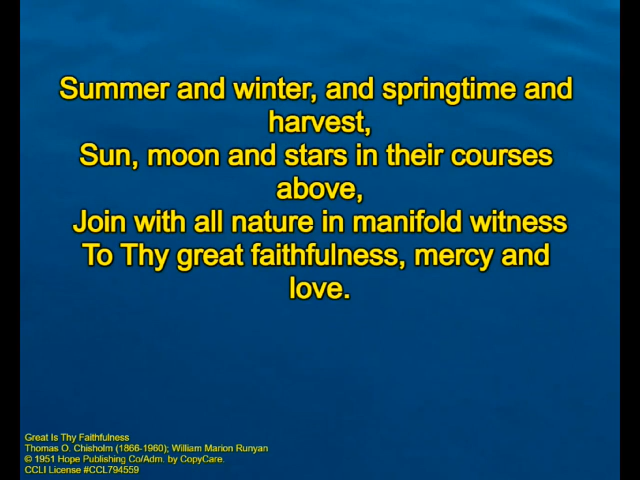 Summer and winter, and springtime and
harvest,
Sun, moon and stars in their courses
above,
Join with all nature in manifold witness
To Thy great faithfulness, mercy and
love.
Great Is Thy Faithfulness
Thomas O. Chisholm (1866-1960); William Marion Runyan
© 1951 Hope Publishing Co/Adm. by CopyCare.
CCLI License #CCL794559